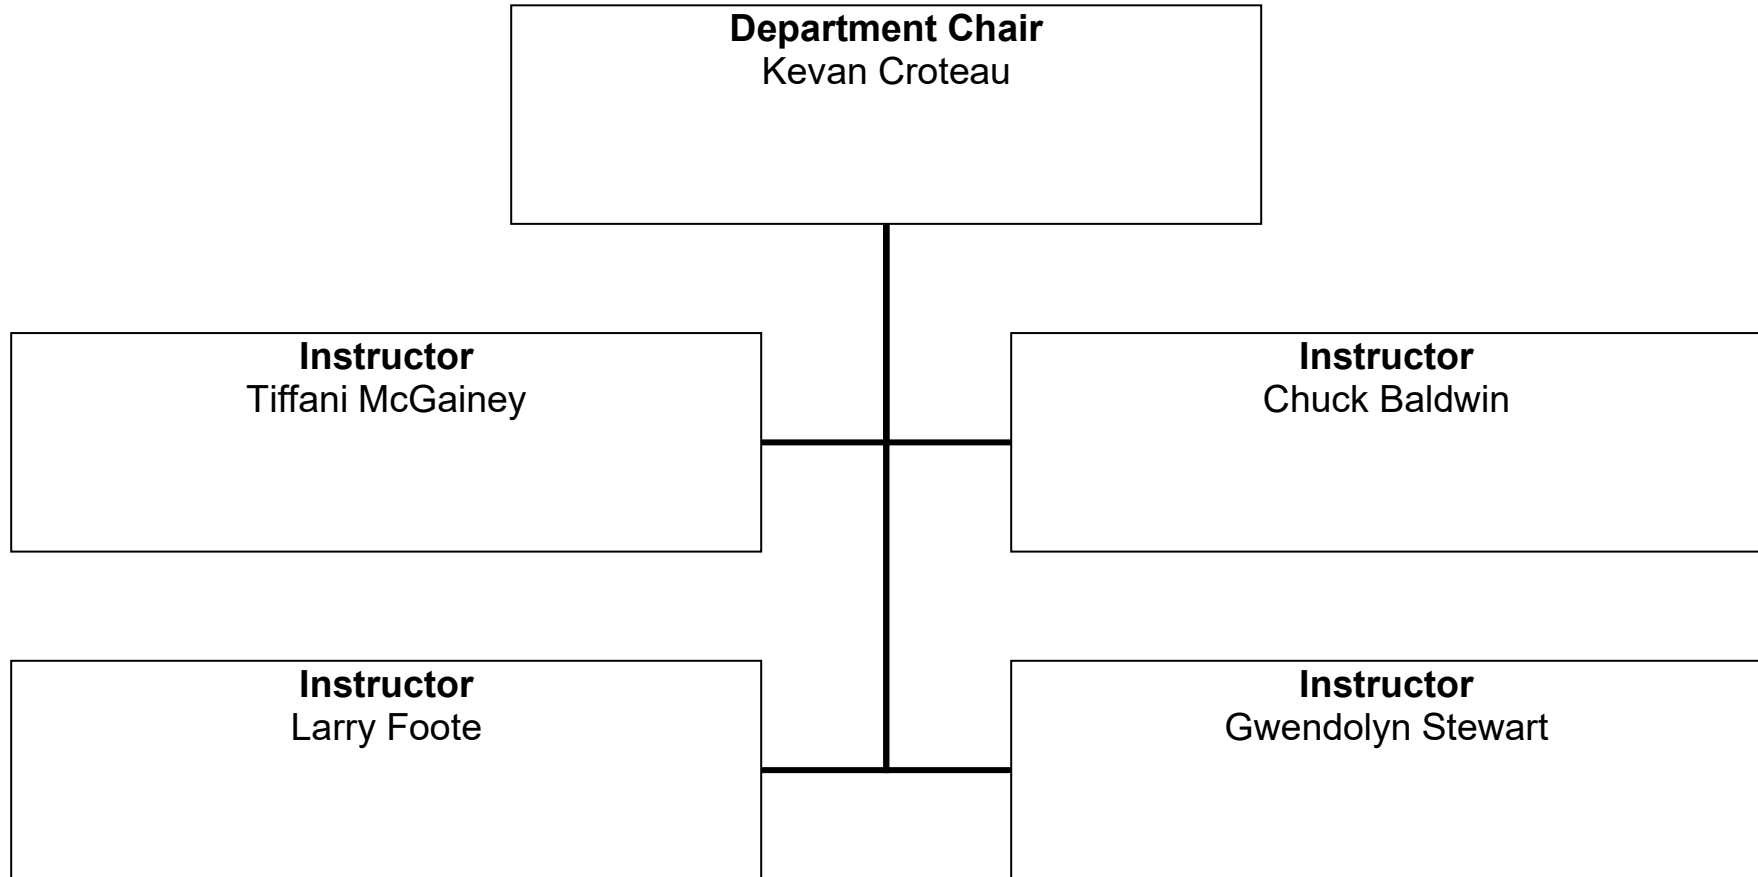 Department Chair
Kevan Croteau
Instructor
Tiffani McGainey
Instructor
Chuck Baldwin
Instructor
Larry Foote
Instructor
Gwendolyn Stewart